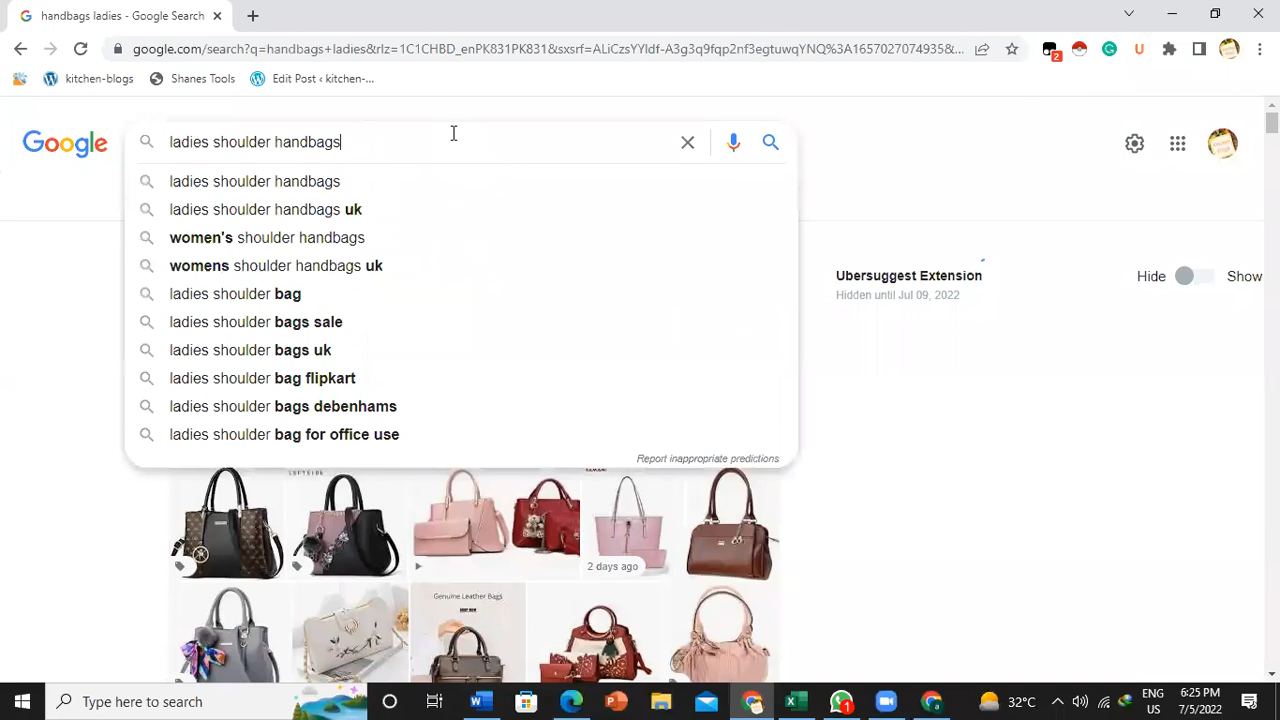 handbags ladies - Google Search
google.com/search?q=handbags+ladies&rlz=1C1CHBD_enPK831PK831&sxsrf=ALiCzsYYldf-A3g3q9fqp2nf3egtuwqYNQ%3A1657027074935&...
2
U
kitchen-blogs
Shanes Tools
Edit Post ‹ kitchen-...
Google
ladies shoulder handbags
ladies shoulder handbags
ladies shoulder handbags uk
women's shoulder handbags
womens shoulder handbags uk
ladies shoulder bag
ladies shoulder bags sale
ladies shoulder bags uk
ladies shoulder bag flipkart
ladies shoulder bags debenhams
ladies shoulder bag for office use
Report inappropriate predictions
Ubersuggest Extension
Hidden until Jul 09, 2022
Hide
Show
2 days ago
Genuine Leather Bags
SHOP NOW
Type here to search
1
32°C
ENG
US
6:25 PM
7/5/2022